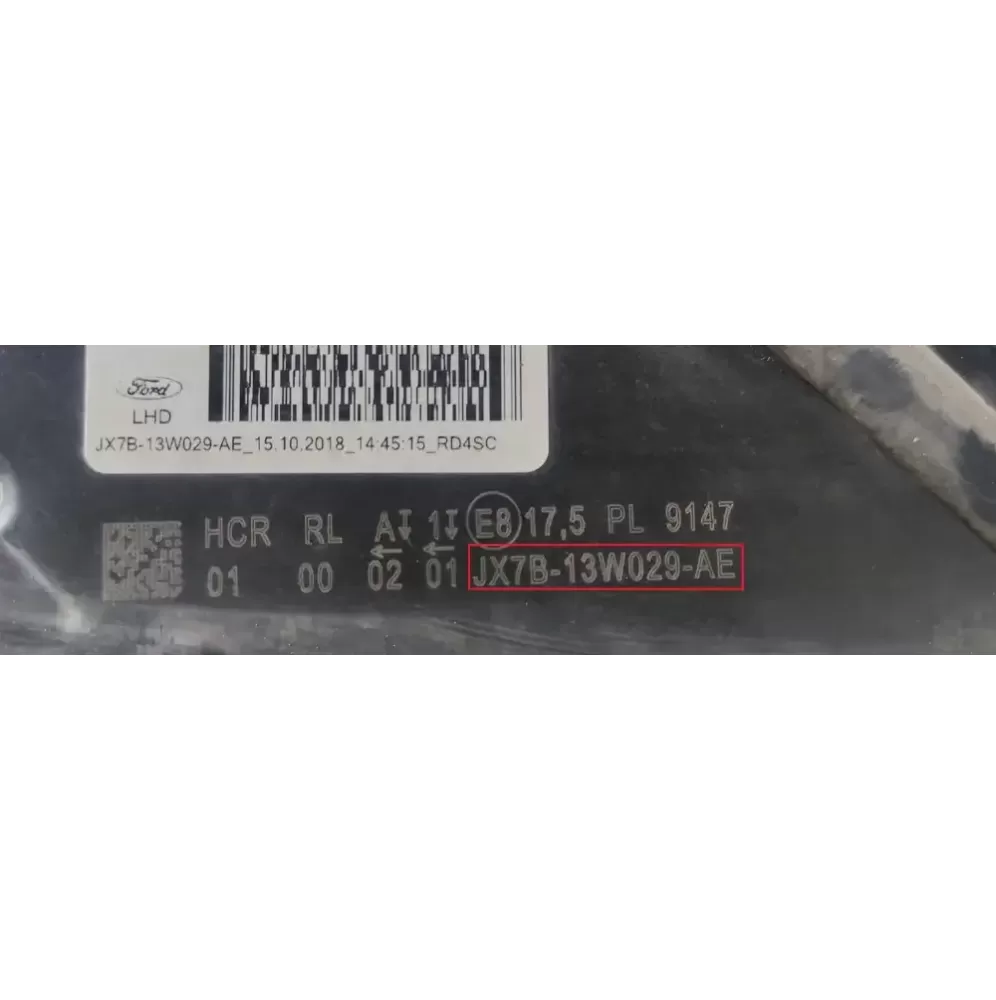 Ford
LHD
JX7B-13W029-AE_15.10.2018_14:45:15_RD4SC
HCR RL A 1 E8 17,5 PL 9147
01 00 02 01 JX7B-13W029-AE